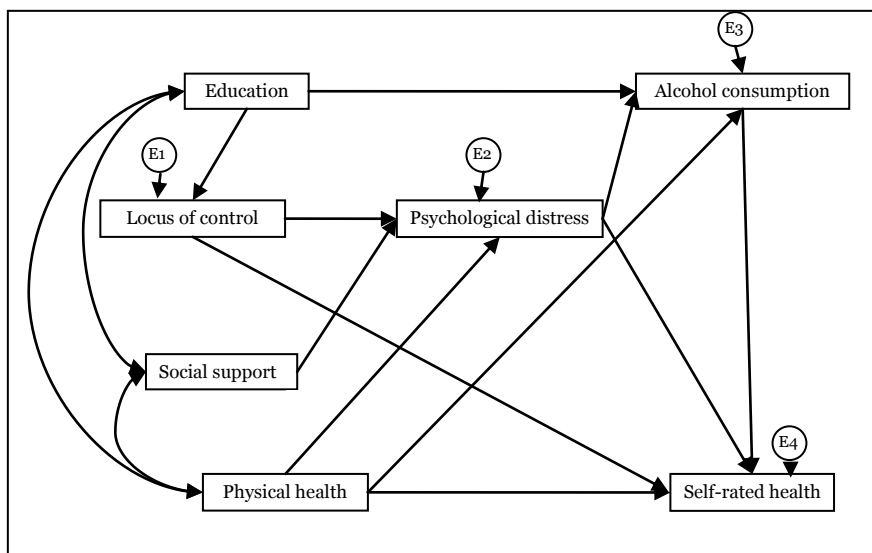 E3
Education
Alcohol consumption
E1
E2
Locus of control
Psychological distress
Social support
E4
Physical health
Self-rated health